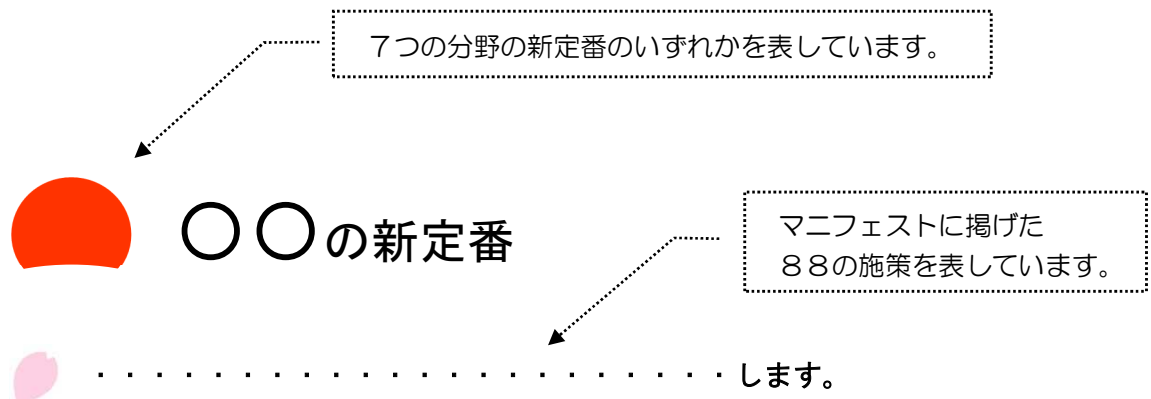 ７つの分野の新定番のいずれかを表しています。
〇〇の新定番
マニフェストに掲げた
８８の施策を表しています。
・・・・・・・・・・・・・・・・・・・・・・します。